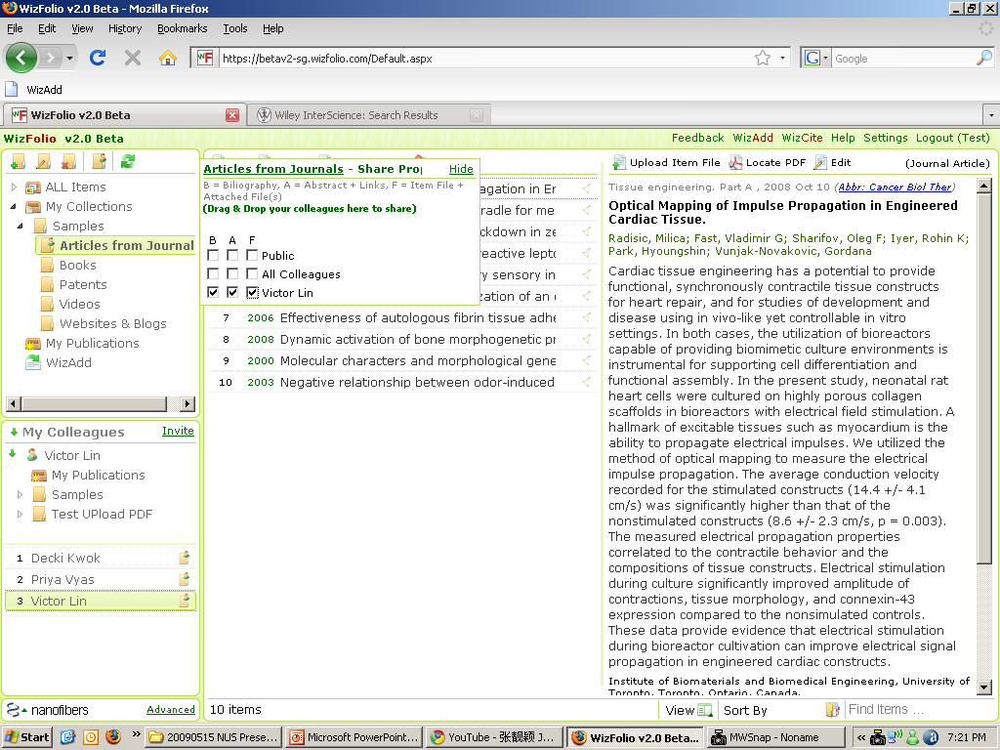 WizFolio v2.0 Beta - Mozilla Firefox
File Edit View History Bookmarks Tools Help
https://betav2-sg.wizfolio.com/Default.aspx
Google
WizAdd
WizFolio v2.0 Beta
Wiley InterScience: Search Results
WizFolio v2.0 Beta
Feedback WizAdd WizCite Help Settings Logout (Test)
ALL Items
My Collections
Samples
Articles from Journal
Books
Patents
Videos
Websites & Blogs
My Publications
WizAdd
My Colleagues Invite
Victor Lin
My Publications
Samples
Test UPload PDF
1 Decki Kwok
2 Priya Vyas
3 Victor Lin
nanofibers Advanced
Articles from Journals - Share Pro Hide
B = Biliography, A = Abstract + Links, F = Item File +
Attached File(s)
(Drag & Drop your colleagues here to share)
B A F
Public
All Colleagues
Victor Lin
agation in Er
radle for me
ckdown in ze
reactive lept
y sensory in
zation of an
7 2006 Effectiveness of autologous fibrin tissue adhe
8 2008 Dynamic activation of bone morphogenetic pr
9 2000 Molecular characters and morphological gene
10 2003 Negative relationship between odor-induced
10 items
Upload Item File Locate PDF Edit (Journal Article)
Tissue engineering. Part A , 2008 Oct 10 (Abbr: Cancer Biol Ther)
Optical Mapping of Impulse Propagation in Engineered
Cardiac Tissue.
Radisic, Milica; Fast, Vladimir G; Sharifov, Oleg F; Iyer, Rohin K;
Park, Hyoungshin; Vunjak-Novakovic, Gordana
Cardiac tissue engineering has a potential to provide
functional, synchronously contractile tissue constructs
for heart repair, and for studies of development and
disease using in vivo-like yet controllable in vitro
settings. In both cases, the utilization of bioreactors
capable of providing biomimetic culture environments is
instrumental for supporting cell differentiation and
functional assembly. In the present study, neonatal rat
heart cells were cultured on highly porous collagen
scaffolds in bioreactors with electrical field stimulation. A
hallmark of excitable tissues such as myocardium is the
ability to propagate electrical impulses. We utilized the
method of optical mapping to measure the electrical
impulse propagation. The average conduction velocity
recorded for the stimulated constructs (14.4 +/- 4.1
cm/s) was significantly higher than that of the
nonstimulated constructs (8.6 +/- 2.3 cm/s, p = 0.003).
The measured electrical propagation properties
correlated to the contractile behavior and the
compositions of tissue constructs. Electrical stimulation
during culture significantly improved amplitude of
contractions, tissue morphology, and connexin-43
expression compared to the nonsimulated controls.
These data provide evidence that electrical stimulation
during bioreactor cultivation can improve electrical signal
propagation in engineered cardiac constructs.
Institute of Biomaterials and Biomedical Engineering, University of
Toronto, Toronto, Ontario, Canada.
View Sort By Find Items ...
Start » 20090515 NUS Prese... Microsoft PowerPoint... YouTube - 张靓颖 J... WizFolio v2.0 Beta... MWSnap - Noname « 7:21 PM